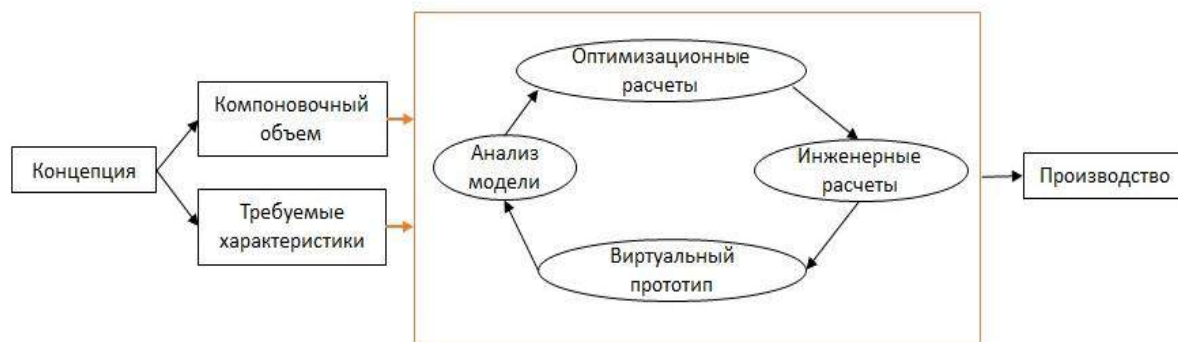 Концепция
Компоновочный
объем
Требуемые
характеристики
Оптимизационные
расчеты
Анализ
модели
Инженерные
расчеты
Виртуальный
прототип
Производство